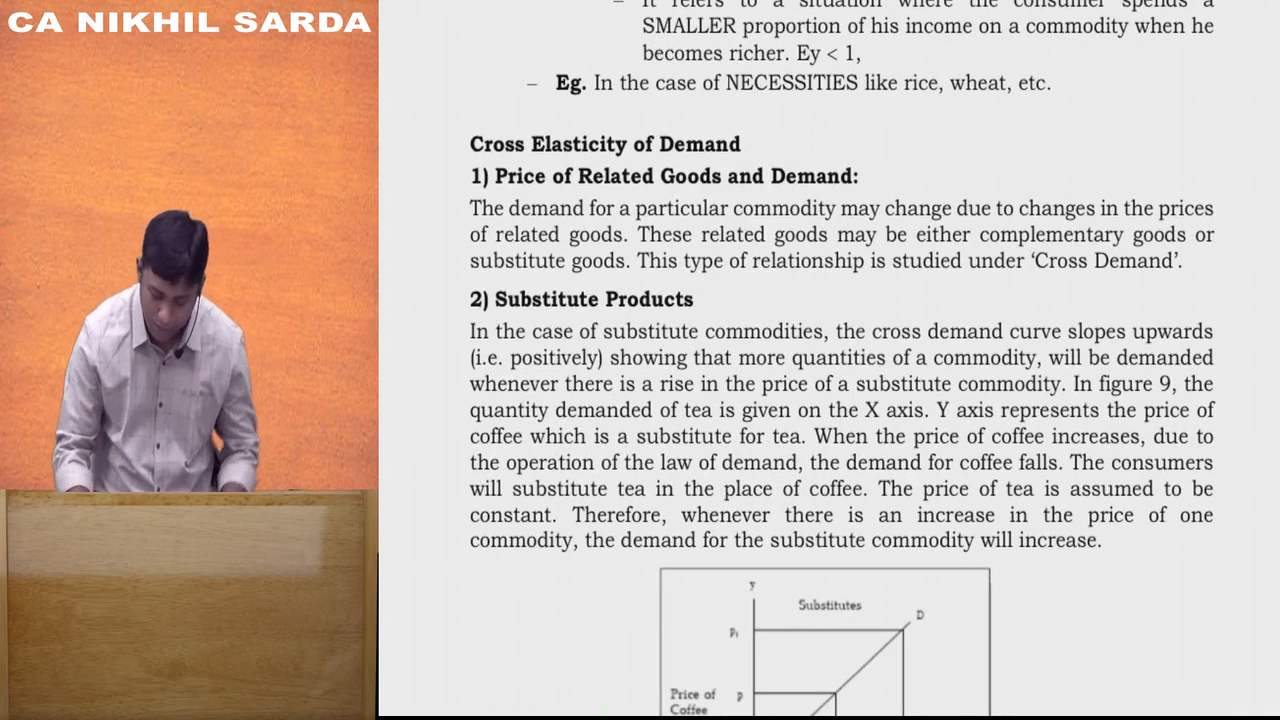 CA NIKHIL SARDA
– It refers to a situation where the consumer spends a
SMALLER proportion of his income on a commodity when he
becomes richer. Ey < 1,
– Eg. In the case of NECESSITIES like rice, wheat, etc.
Cross Elasticity of Demand
1) Price of Related Goods and Demand:
The demand for a particular commodity may change due to changes in the prices
of related goods. These related goods may be either complementary goods or
substitute goods. This type of relationship is studied under ‘Cross Demand’.
2) Substitute Products
In the case of substitute commodities, the cross demand curve slopes upwards
(i.e. positively) showing that more quantities of a commodity, will be demanded
whenever there is a rise in the price of a substitute commodity. In figure 9, the
quantity demanded of tea is given on the X axis. Y axis represents the price of
coffee which is a substitute for tea. When the price of coffee increases, due to
the operation of the law of demand, the demand for coffee falls. The consumers
will substitute tea in the place of coffee. The price of tea is assumed to be
constant. Therefore, whenever there is an increase in the price of one
commodity, the demand for the substitute commodity will increase.
y
Substitutes
D
P₁
Price of
Coffee
P